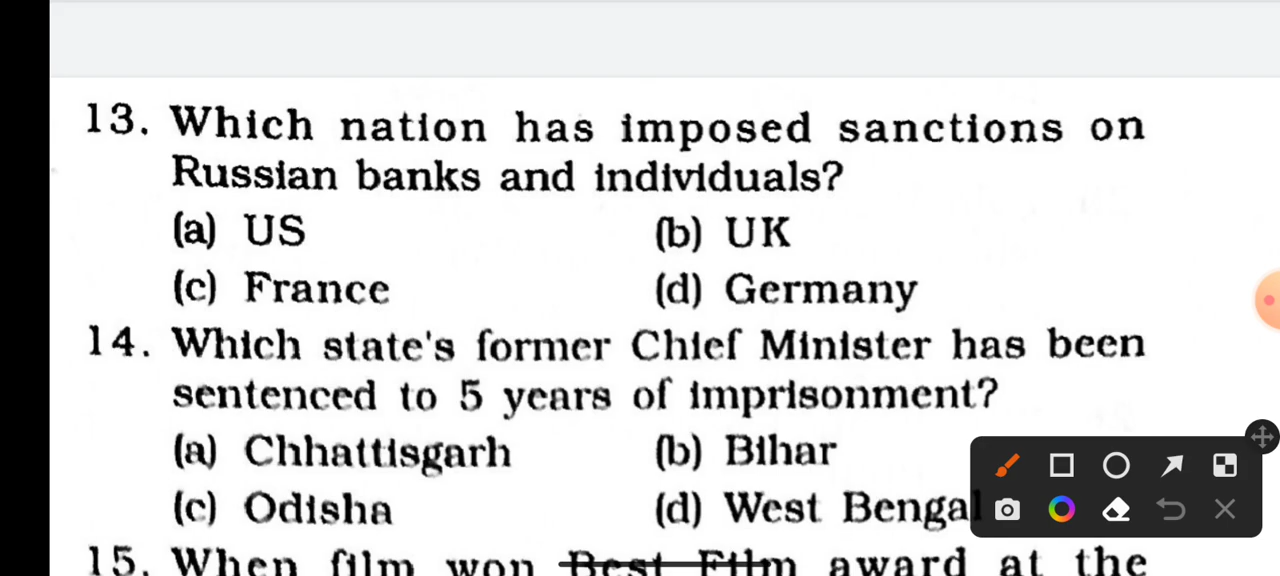 13. Which nation has imposed sanctions on
Russian banks and individuals?
(a) US (b) UK
(c) France (d) Germany
14. Which state's former Chief Minister has been
sentenced to 5 years of imprisonment?
(a) Chhattisgarh (b) Bihar
(c) Odisha (d) West Bengal
15. When film won Best Film award at the